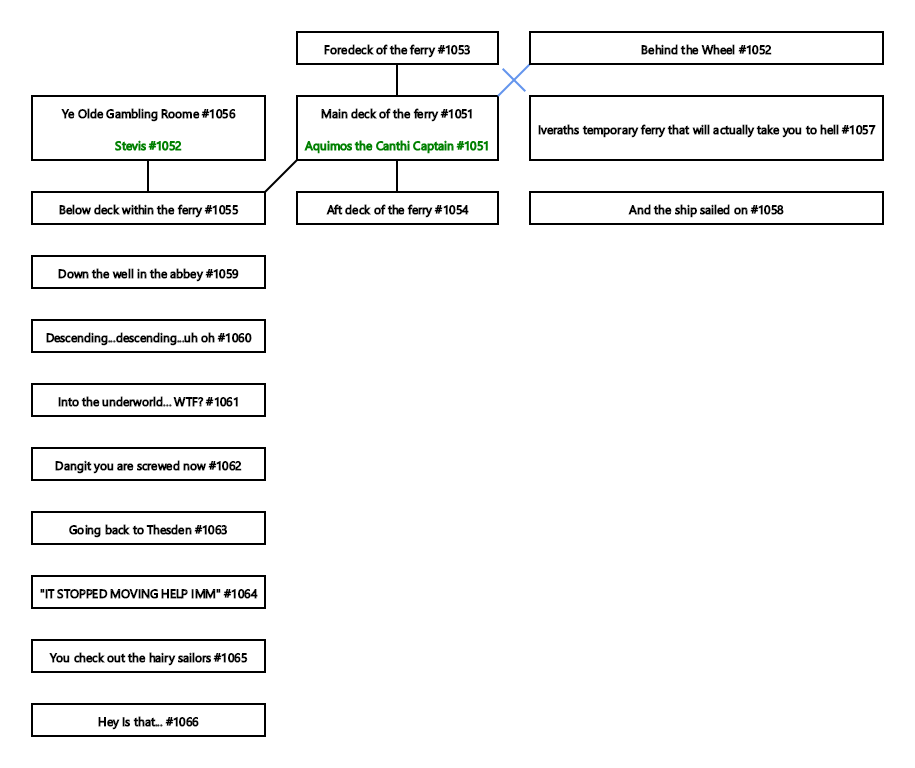 Foredeck of the ferry #1053
Behind the Wheel #1052
Ye Olde Gambling Roome #1056
Stevis #1052
Main deck of the ferry #1051
Aquimos the Canthi Captain #1051
Iveraths temporary ferry that will actually take you to hell #1057
Below deck within the ferry #1055
Aft deck of the ferry #1054
And the ship sailed on #1058
Down the well in the abbey #1059
Descending...descending...uh oh #1060
Into the underworld... WTF? #1061
Dangit you are screwed now #1062
Going back to Thesden #1063
"IT STOPPED MOVING HELP IMM" #1064
You check out the hairy sailors #1065
Hey Is that... #1066